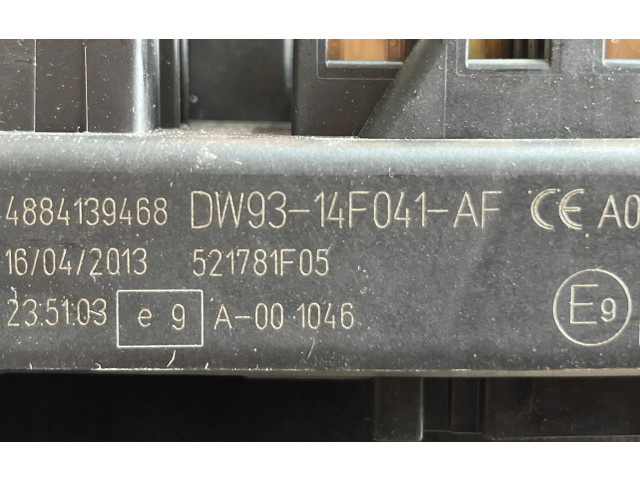 4884139468 DW93-14F041-AF CE A0
16/04/2013 521781F05
23.51.03 e 9 A-00 1046 E9